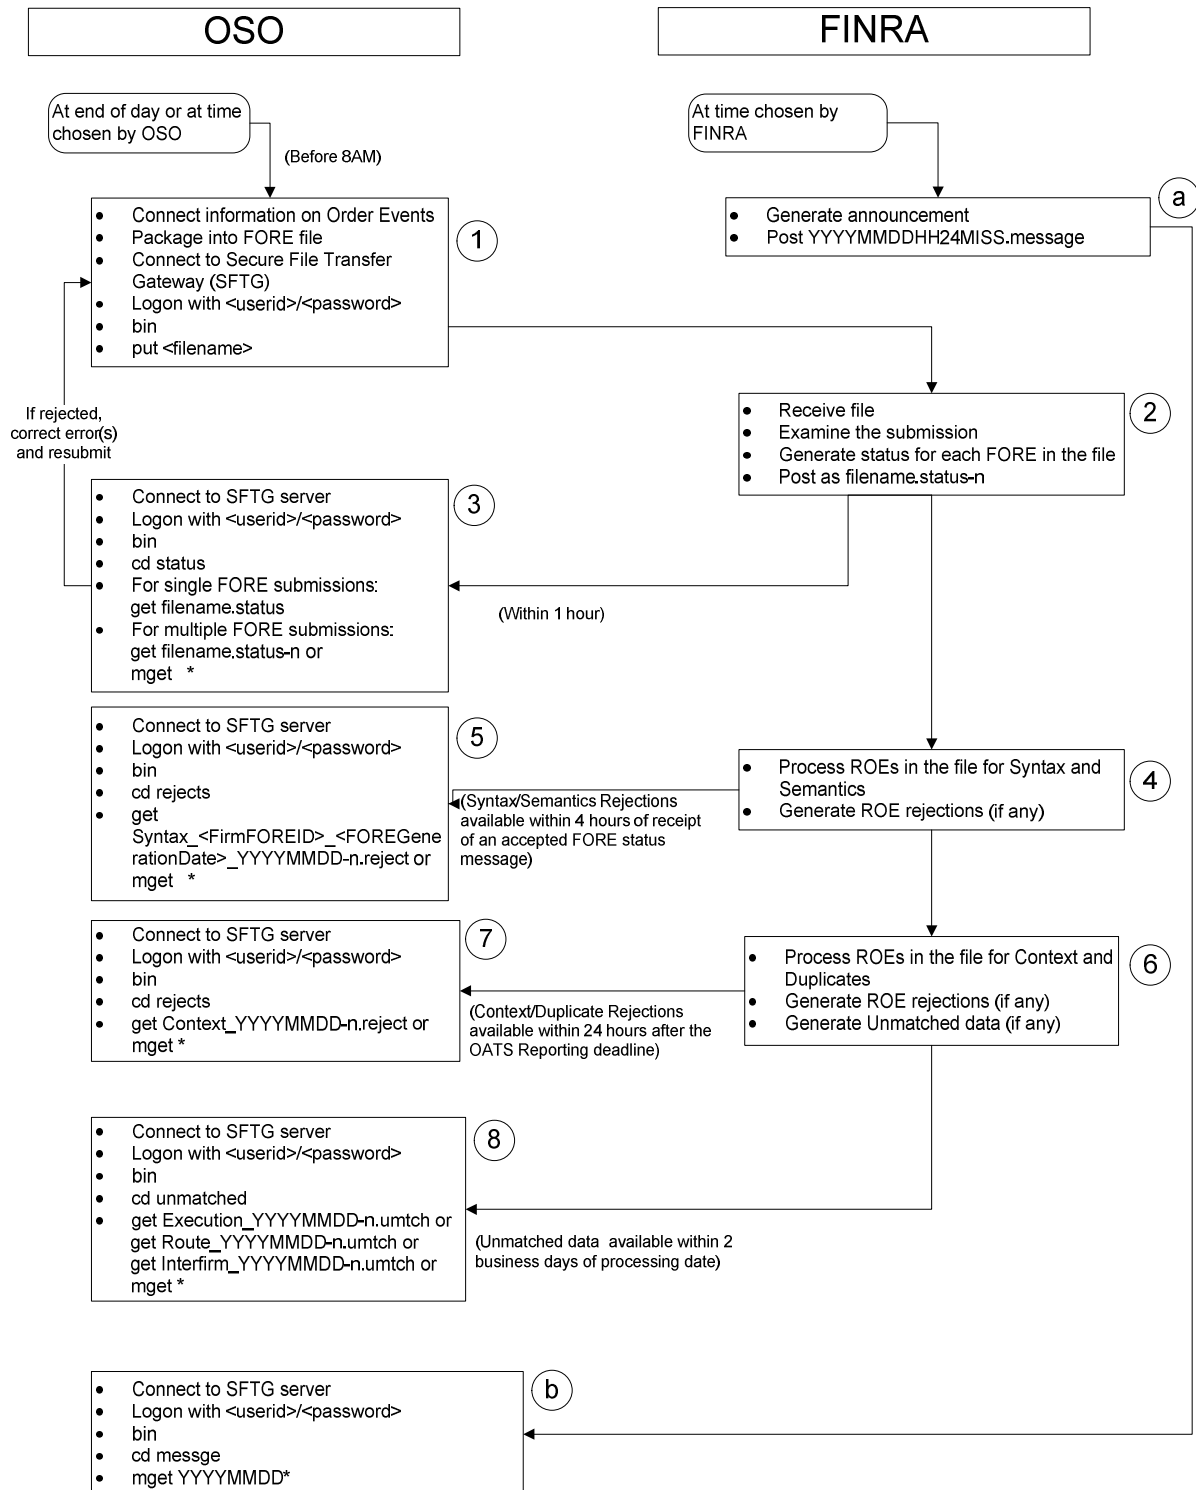 OSO
FINRA
At end of day or at time
chosen by OSO
At time chosen by
FINRA
(Before 8AM)
• Connect information on Order Events
• Package into FORE file
• Connect to Secure File Transfer
Gateway (SFTG)
• Logon with <userid>/<password>
• bin
• put <filename>
1
• Generate announcement
• Post YYYYMMDDHH24MISS.message
a
If rejected,
correct error(s)
and resubmit
• Receive file
• Examine the submission
• Generate status for each FORE in the file
• Post as filename.status-n
2
• Connect to SFTG server
• Logon with <userid>/<password>
• bin
• cd status
• For single FORE submissions:
get filename.status
• For multiple FORE submissions:
get filename.status-n or
mget *
3
(Within 1 hour)
• Connect to SFTG server
• Logon with <userid>/<password>
• bin
• cd rejects
• get
Syntax_<FirmFOREID>_<FOREGene
rationDate>_YYYYMMDD-n.reject or
mget *
5
(Syntax/Semantics Rejections
available within 4 hours of receipt
of an accepted FORE status
message)
• Process ROEs in the file for Syntax and
Semantics
• Generate ROE rejections (if any)
4
• Connect to SFTG server
• Logon with <userid>/<password>
• bin
• cd rejects
• get Context_YYYYMMDD-n.reject or
mget *
7
(Context/Duplicate Rejections
available within 24 hours after the
OATS Reporting deadline)
• Process ROEs in the file for Context and
Duplicates
• Generate ROE rejections (if any)
• Generate Unmatched data (if any)
6
• Connect to SFTG server
• Logon with <userid>/<password>
• bin
• cd unmatched
• get Execution_YYYYMMDD-n.umtch or
get Route_YYYYMMDD-n.umtch or
get Interfirm_YYYYMMDD-n.umtch or
mget *
8
(Unmatched data available within 2
business days of processing date)
• Connect to SFTG server
• Logon with <userid>/<password>
• bin
• cd messge
• mget YYYYMMDD*
b